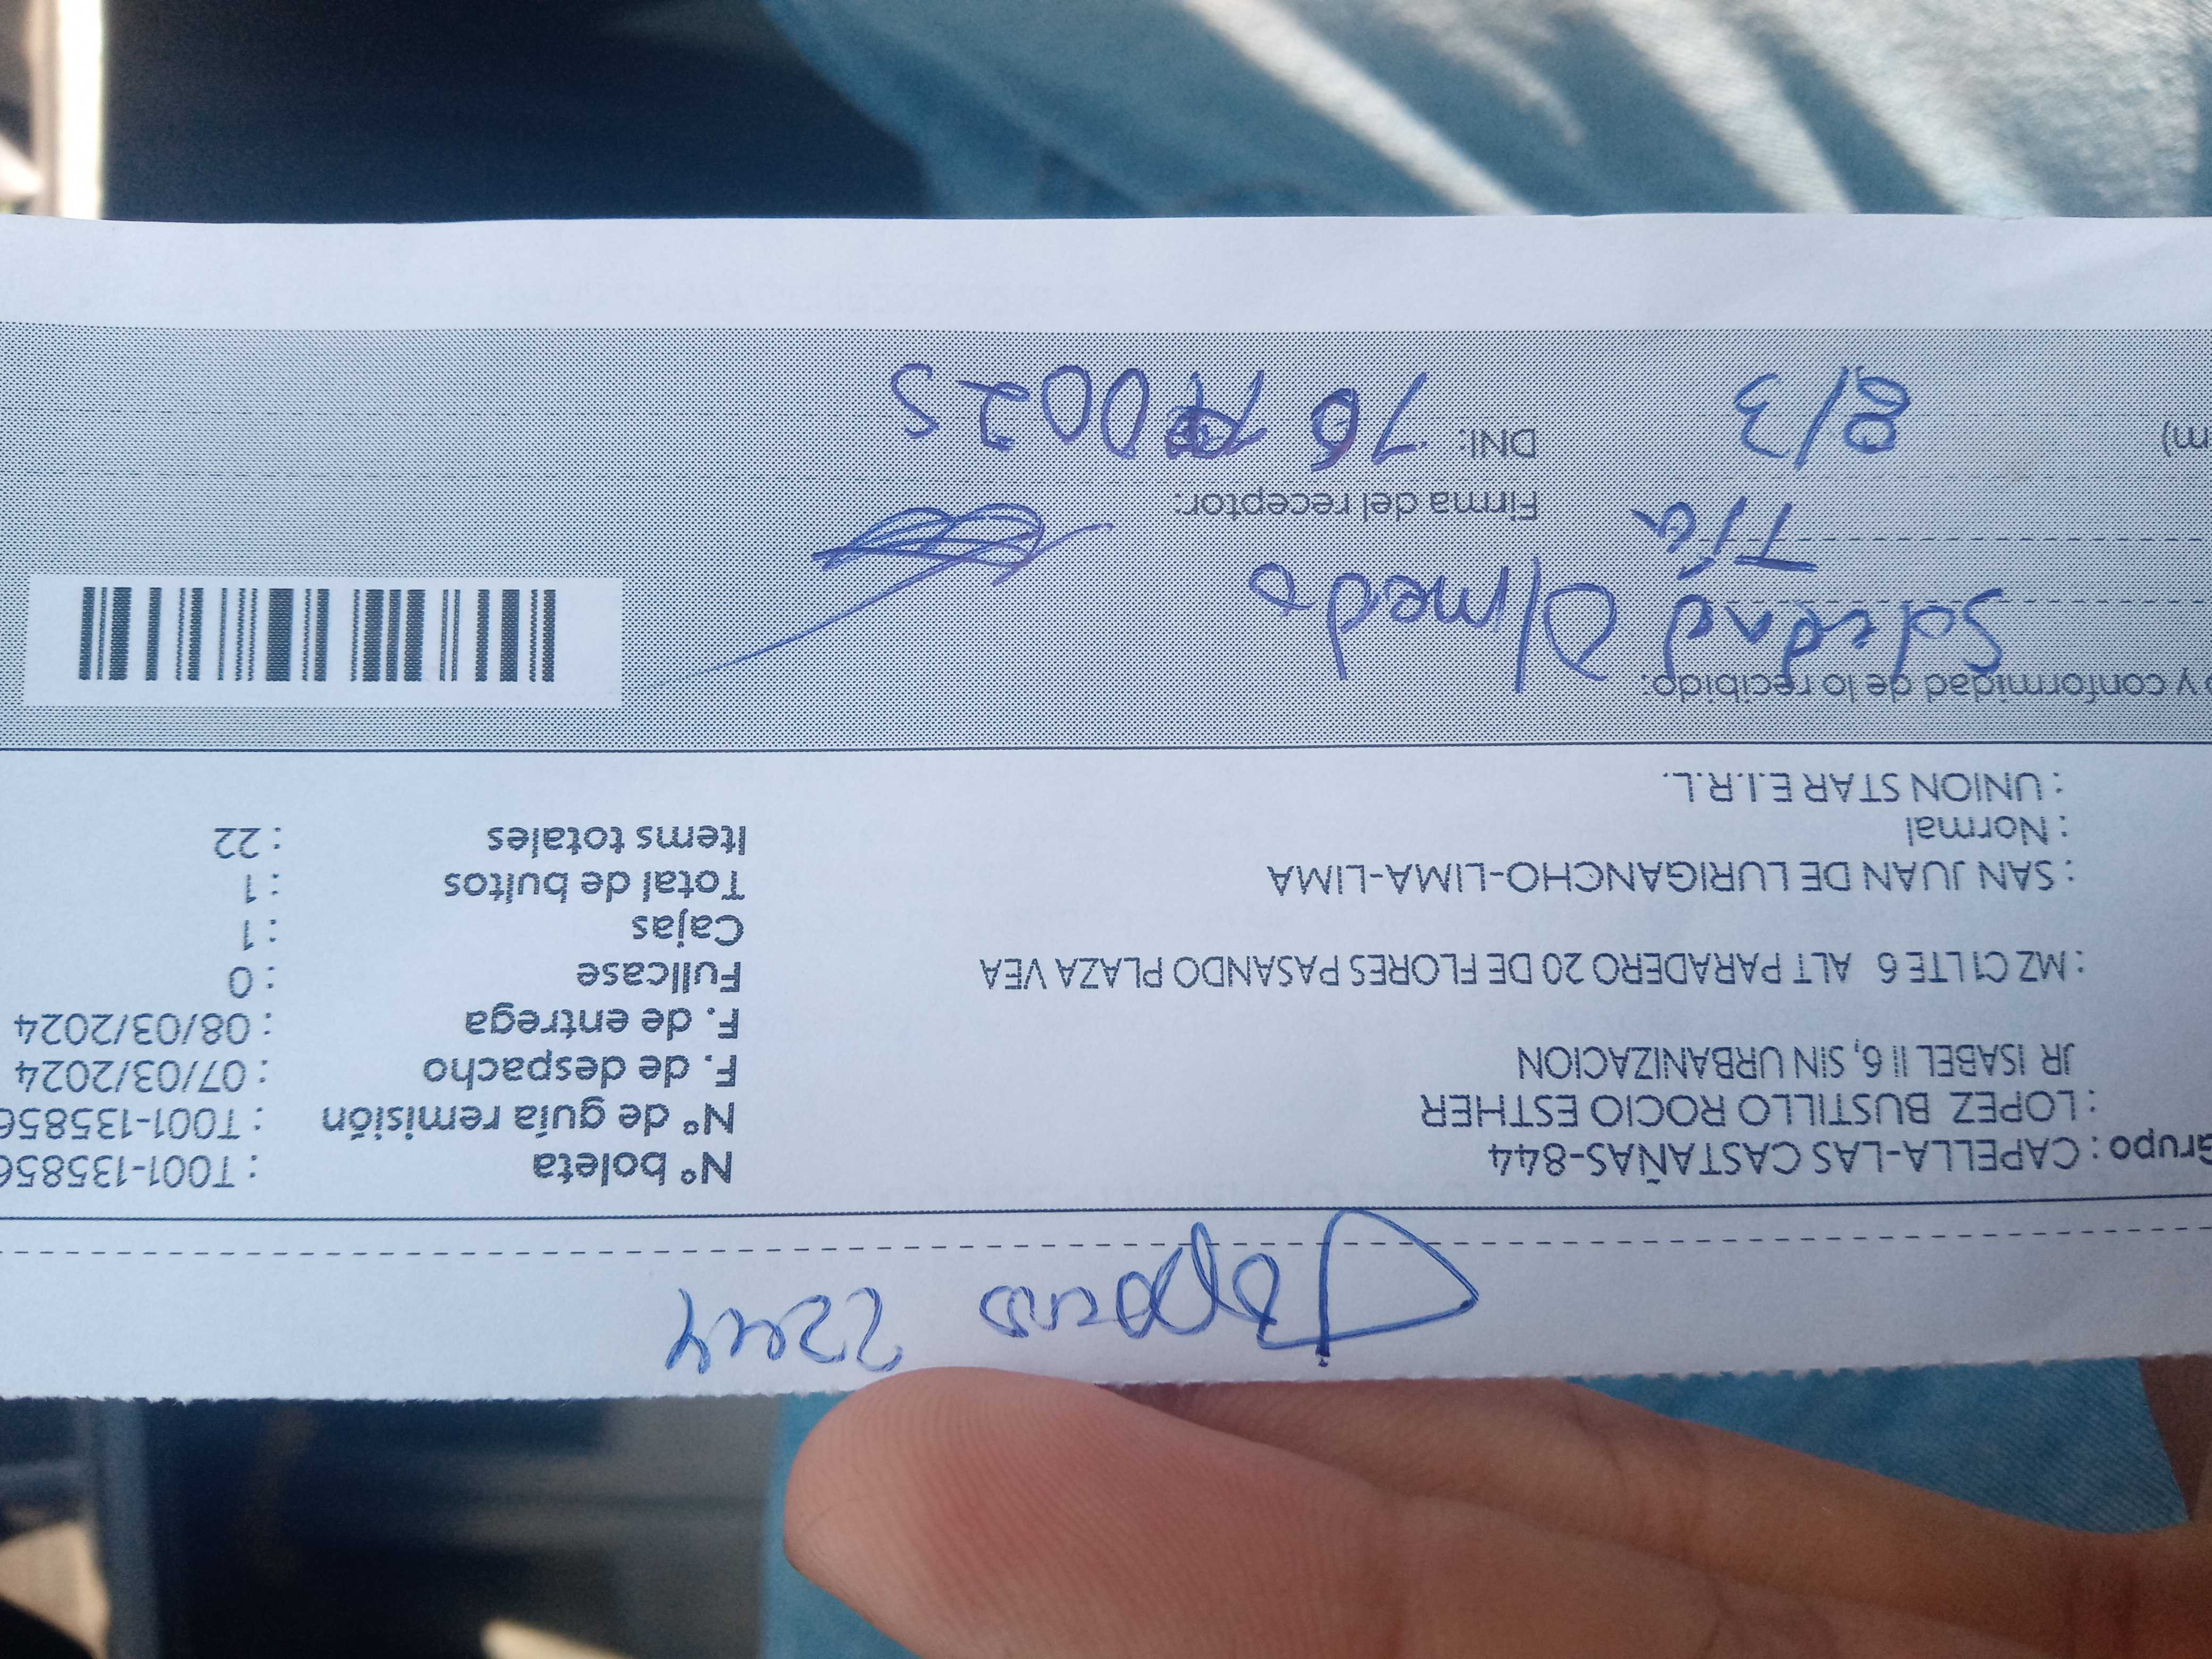 Grupo : CAPELLA-LAS CASTAÑAS-844
: LOPEZ BUSTILLO ROCIO ESTHER
JR ISABEL II 6, SIN URBANIZACION
: MZ C1 LTE 6 ALT PARADERO 20 DE FLORES PASANDO PLAZA VEA
: SAN JUAN DE LURIGANCHO-LIMA-LIMA
: Normal
: UNION STAR E.I.R.L.
N° boleta : T001-135856
N° de guía remisión : T001-135856
F. de despacho : 07/03/2024
F. de entrega : 08/03/2024
Fullcase : 0
Cajas : 1
Total de bultos : 1
Items totales : 22
y conformidad de lo recibido:
Soledad Olmedo
Tía
Firma del receptor:
m) 8/3
DNI: